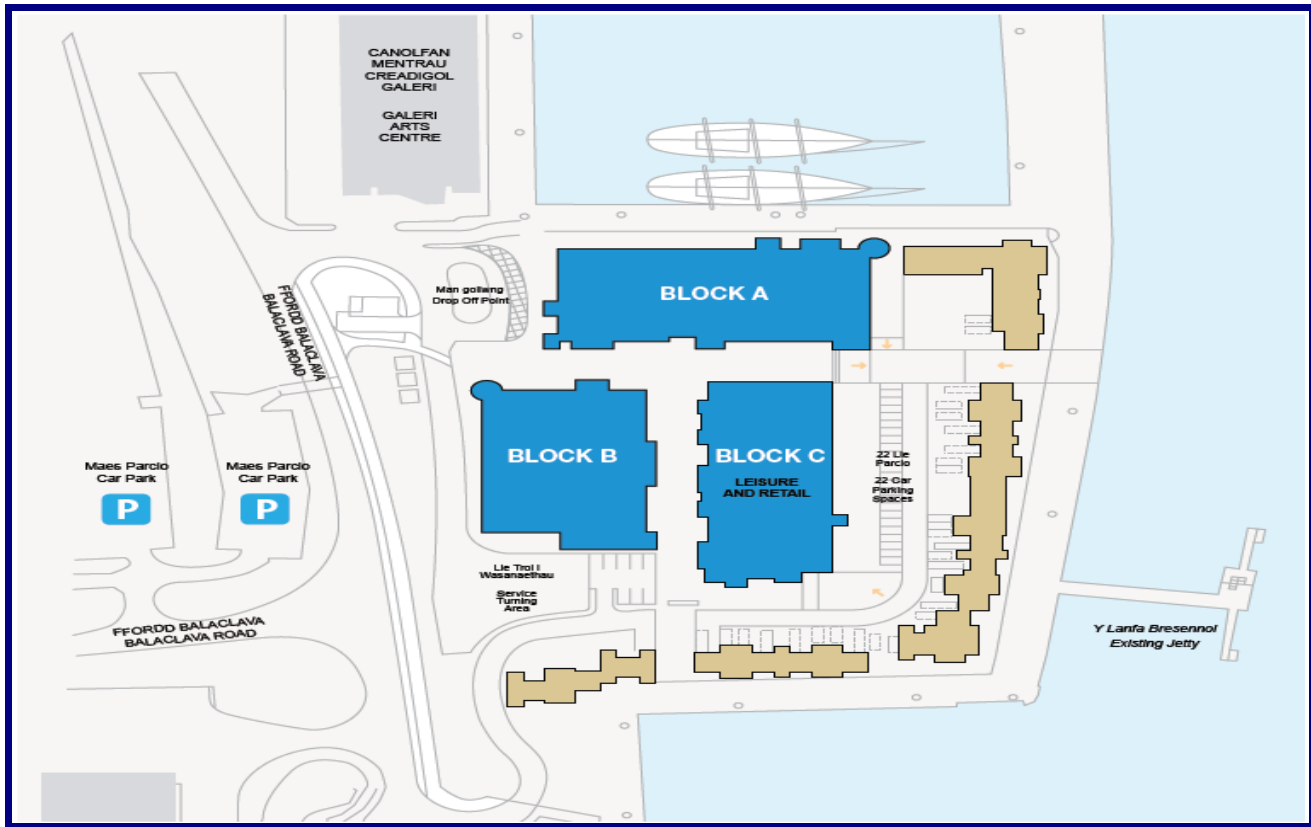 CANOLFAN
MENTRAU
CREADIGOL
GALERI
GALERI
ARTS
CENTRE
Man gollang
Drop Off Point
BLOCK A
FFORDD BALACLAVA
BALACLAVA ROAD
BLOCK B
BLOCK C
LEISURE
AND RETAIL
22 Lle
Parcio
22 Car
Parking
Spaces
Maes Parcio
Car Park
P
Maes Parcio
Car Park
P
Lle Troi i
Wasanaethau
Service
Turning
Area
FFORDD BALACLAVA
BALACLAVA ROAD
Y Lanfa Bresennol
Existing Jetty